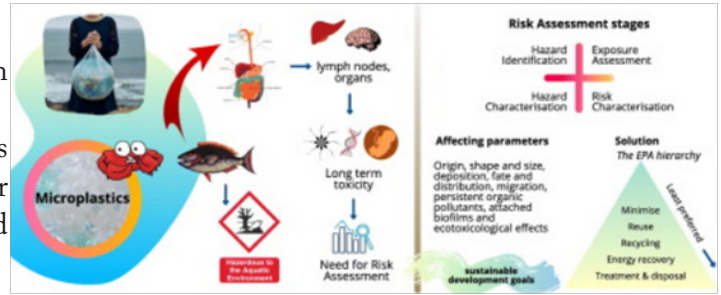 n
s
r
d
Microplastics
Hazardous to
the Aquatic
Environment
lymph nodes,
organs
Long term
toxicity
Need for Risk
Assessment
Risk Assessment stages
Hazard
Identification
Exposure
Assessment
Hazard
Characterisation
Risk
Characterisation
Affecting parameters
Origin, shape and size,
deposition, fate and
distribution, migration,
persistent organic
pollutants, attached
biofilms and
ecotoxicological effects
sustainable
development goals
Solution
The EPA hierarchy
Least preferred
Minimise
Reuse
Recycling
Energy recovery
Treatment & disposal